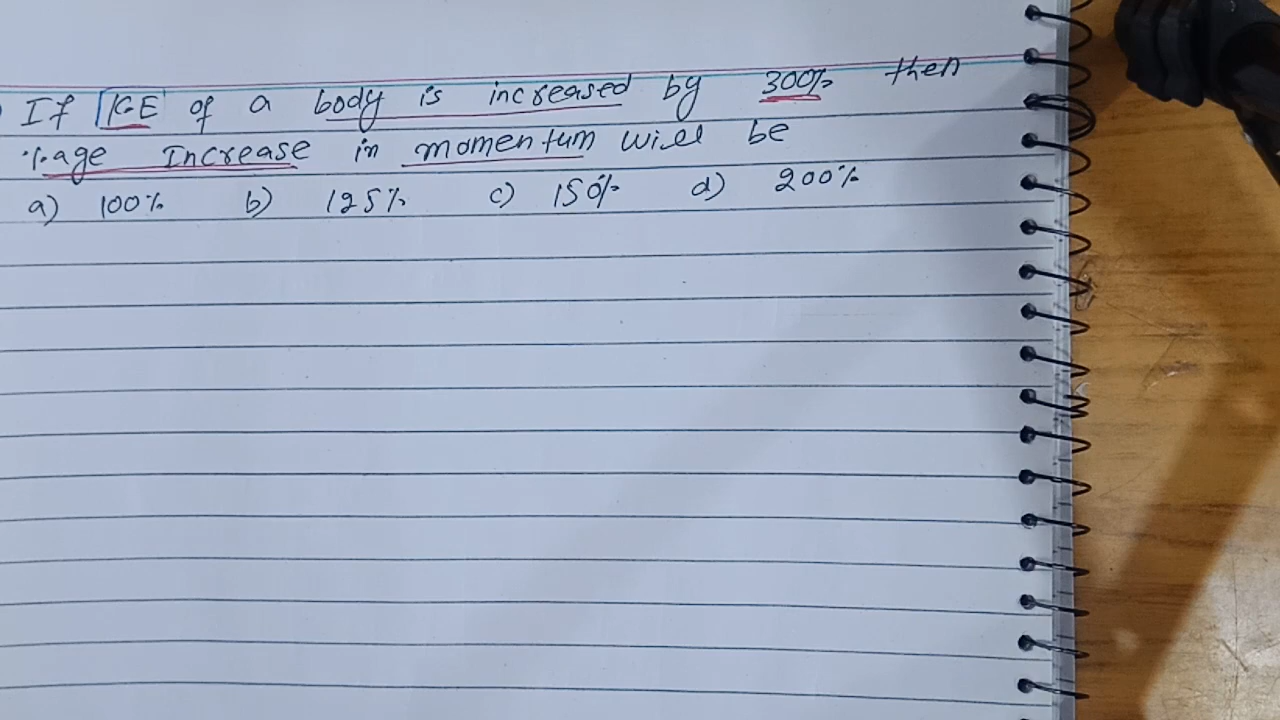 If KE of a body is increased by 300% then
%age Increase in momentum will be
a) 100% b) 125% c) 150% d) 200%